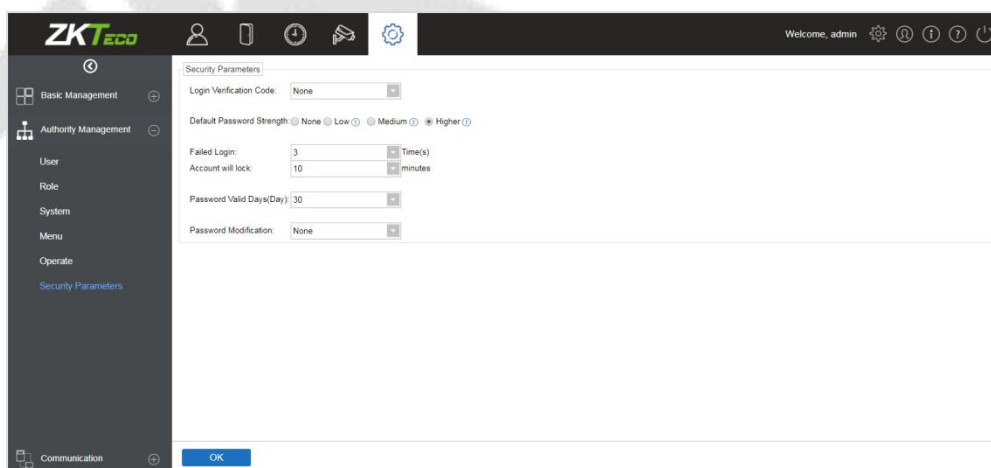 ZKTeco
Welcome, admin
Basic Management
Authority Management
User
Role
System
Menu
Operate
Security Parameters
Communication
Security Parameters
Login Verification Code: None
Default Password Strength: None Low Medium Higher
Failed Login: 3 Time(s)
Account will lock: 10 minutes
Password Valid Days(Day): 30
Password Modification: None
OK